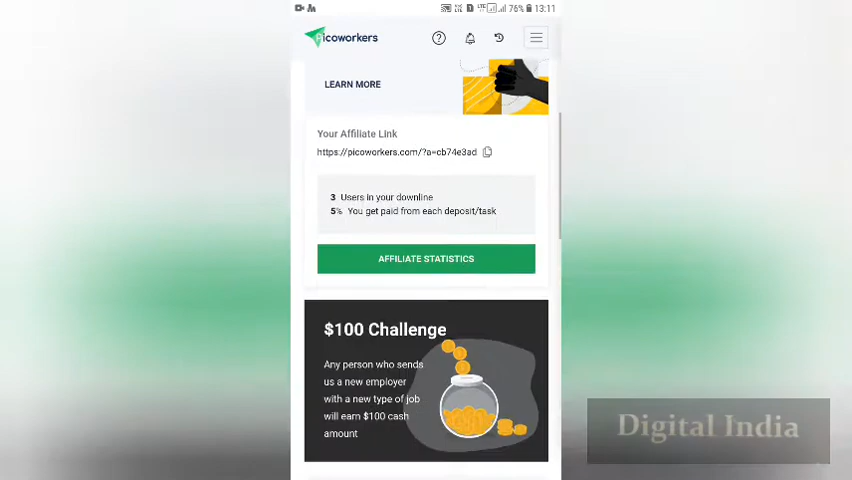 76% 13:11
Picoworkers
LEARN MORE
Your Affiliate Link
https://picoworkers.com/?a=cb74e3ad
3 Users in your downline
5% You get paid from each deposit/task
AFFILIATE STATISTICS
$100 Challenge
Any person who sends
us a new employer
with a new type of job
will earn $100 cash
amount
Digital India